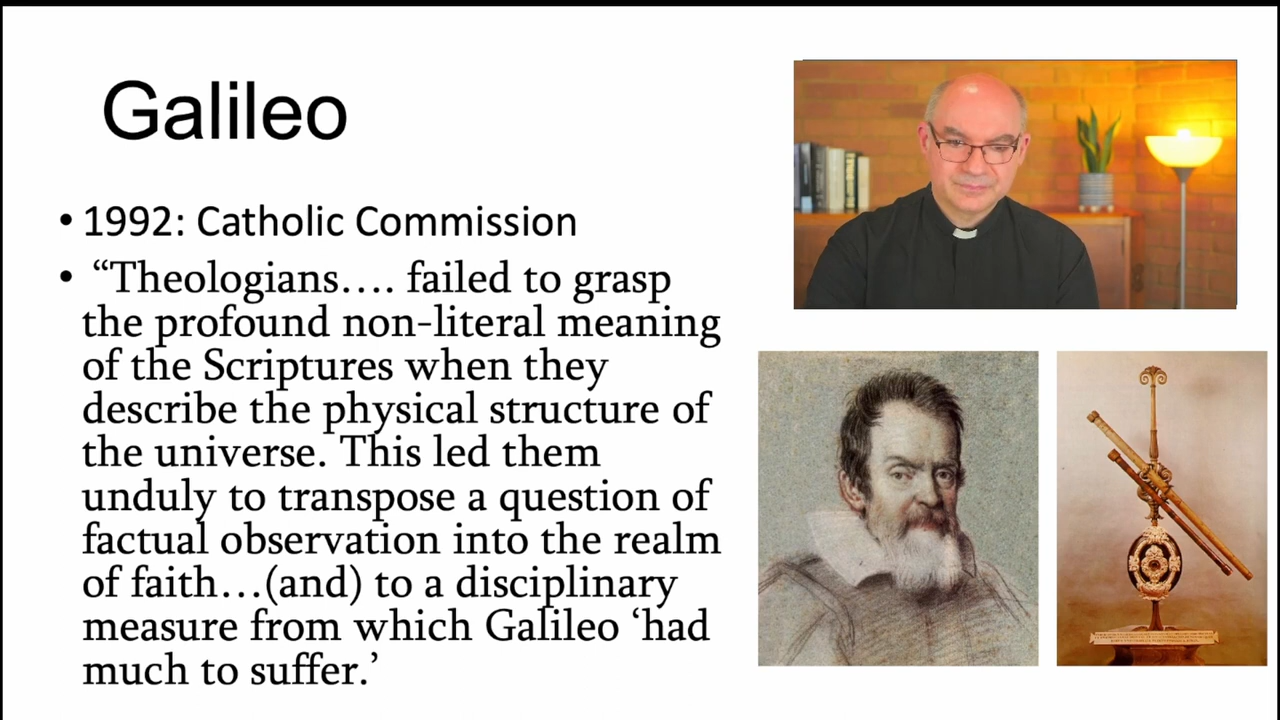 Galileo
• 1992: Catholic Commission
• “Theologians…. failed to grasp
the profound non-literal meaning
of the Scriptures when they
describe the physical structure of
the universe. This led them
unduly to transpose a question of
factual observation into the realm
of faith…(and) to a disciplinary
measure from which Galileo ‘had
much to suffer.’